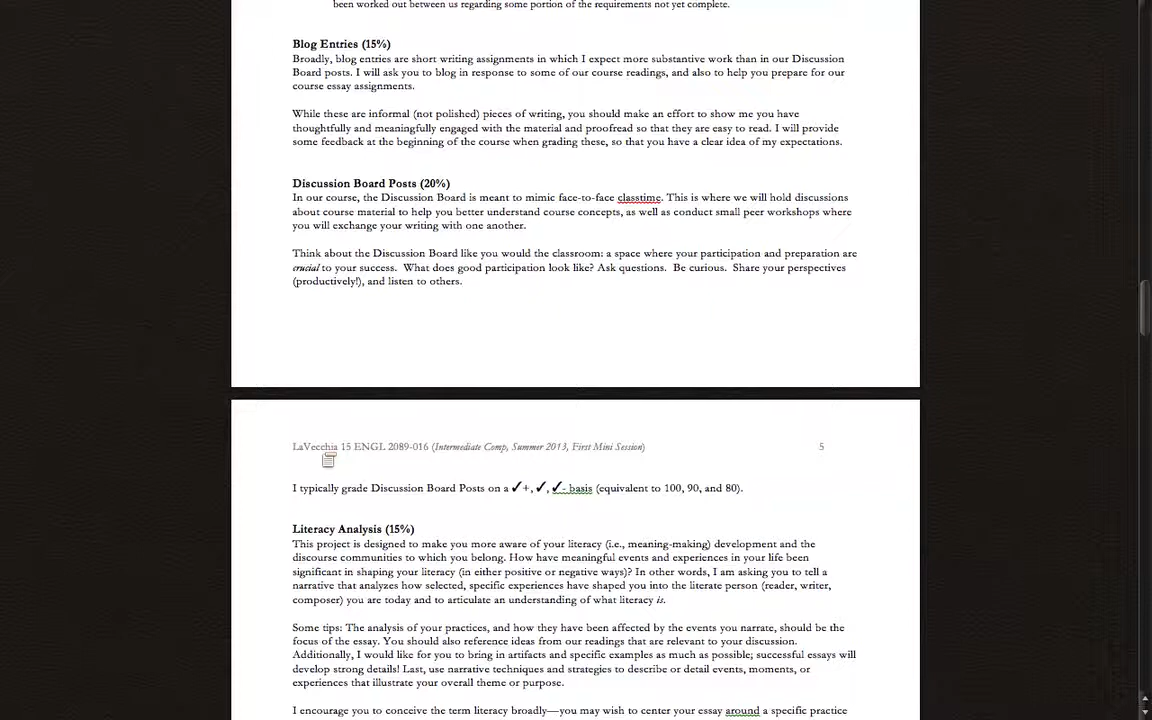 been worked out between us regarding some portion of the requirements not yet complete.
Blog Entries (15%)
Broadly, blog entries are short writing assignments in which I expect more substantive work than in our Discussion
Board posts. I will ask you to blog in response to some of our course readings, and also to help you prepare for our
course essay assignments.
While these are informal (not polished) pieces of writing, you should make an effort to show me you have
thoughtfully and meaningfully engaged with the material and proofread so that they are easy to read. I will provide
some feedback at the beginning of the course when grading these, so that you have a clear idea of my expectations.
Discussion Board Posts (20%)
In our course, the Discussion Board is meant to mimic face-to-face classtime. This is where we will hold discussions
about course material to help you better understand course concepts, as well as conduct small peer workshops where
you will exchange your writing with one another.
Think about the Discussion Board like you would the classroom: a space where your participation and preparation are
crucial to your success.  What does good participation look like? Ask questions.  Be curious.  Share your perspectives
(productively!), and listen to others.
LaVecchia 15 ENGL 2089-016 (Intermediate Comp, Summer 2013, First Mini Session) 5
I typically grade Discussion Board Posts on a ✓+, ✓, ✓- basis (equivalent to 100, 90, and 80).
Literacy Analysis (15%)
This project is designed to make you more aware of your literacy (i.e., meaning-making) development and the
discourse communities to which you belong. How have meaningful events and experiences in your life been
significant in shaping your literacy (in either positive or negative ways)? In other words, I am asking you to tell a
narrative that analyzes how selected, specific experiences have shaped you into the literate person (reader, writer,
composer) you are today and to articulate an understanding of what literacy is.
Some tips: The analysis of your practices, and how they have been affected by the events you narrate, should be the
focus of the essay. You should also reference ideas from our readings that are relevant to your discussion.
Additionally, I would like for you to bring in artifacts and specific examples as much as possible; successful essays will
develop strong details! Last, use narrative techniques and strategies to describe or detail events, moments, or
experiences that illustrate your overall theme or purpose.
I encourage you to conceive the term literacy broadly—you may wish to center your essay around a specific practice